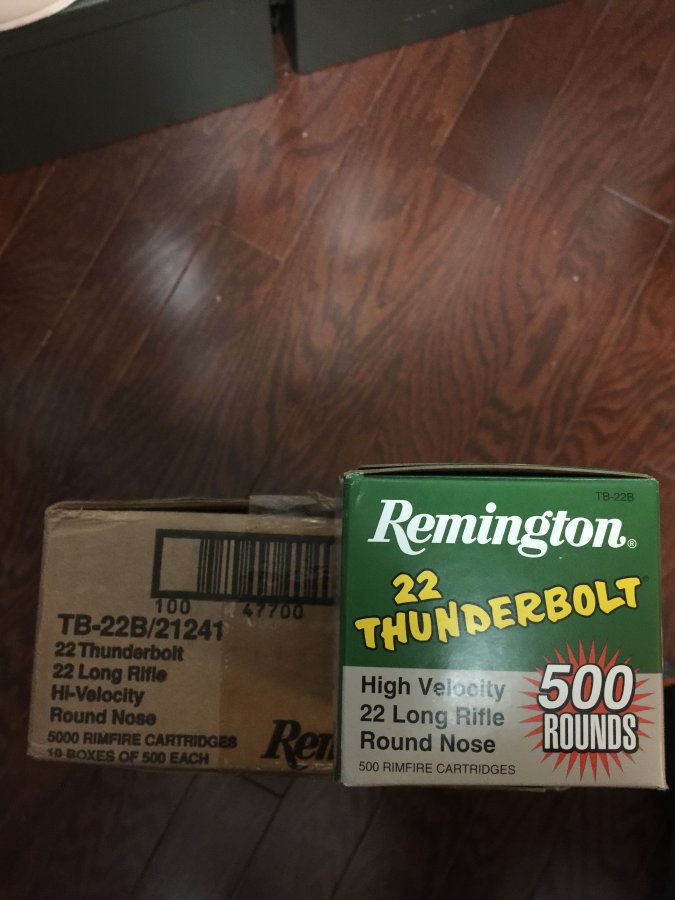 100 47700
TB-22B/21241
22 Thunderbolt
22 Long Rifle
Hi-Velocity
Round Nose
5000 RIMFIRE CARTRIDGES
10 BOXES OF 500 EACH
TB-22B
Remington®
22
THUNDERBOLT
High Velocity
22 Long Rifle
Round Nose
500 RIMFIRE CARTRIDGES
500
ROUNDS